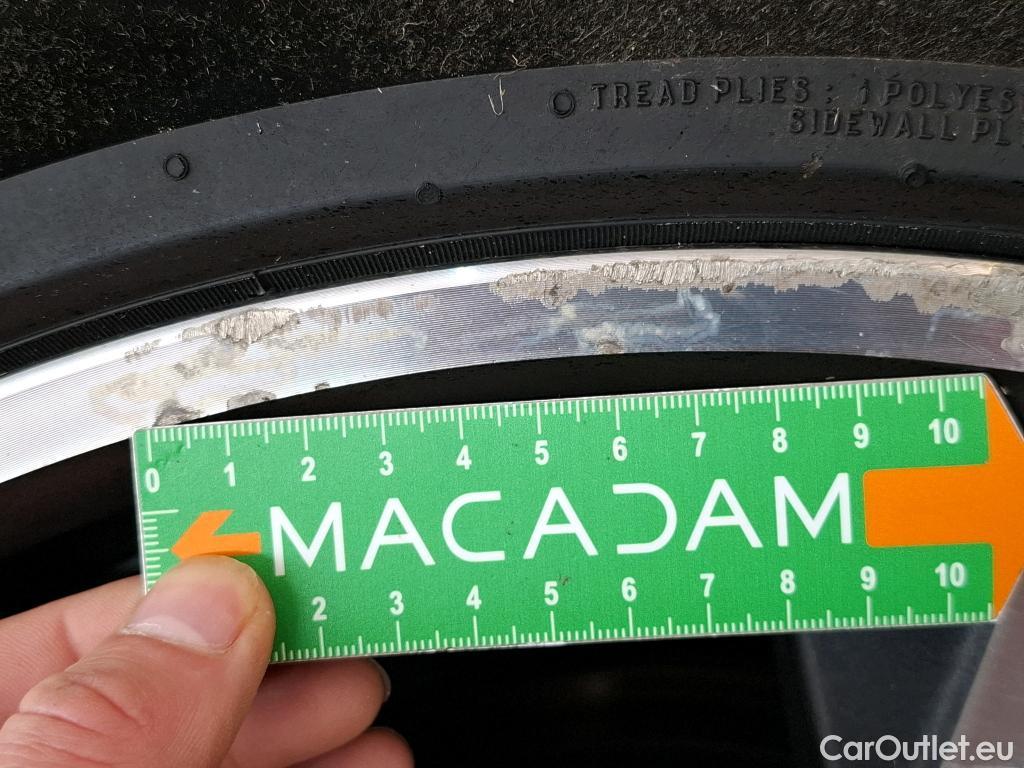 TREAD PLIES : 1 POLYES
SIDEWALL PL
0 1 2 3 4 5 6 7 8 9 10
MACADAM
2 3 4 5 6 7 8 9 10
CarOutlet.eu